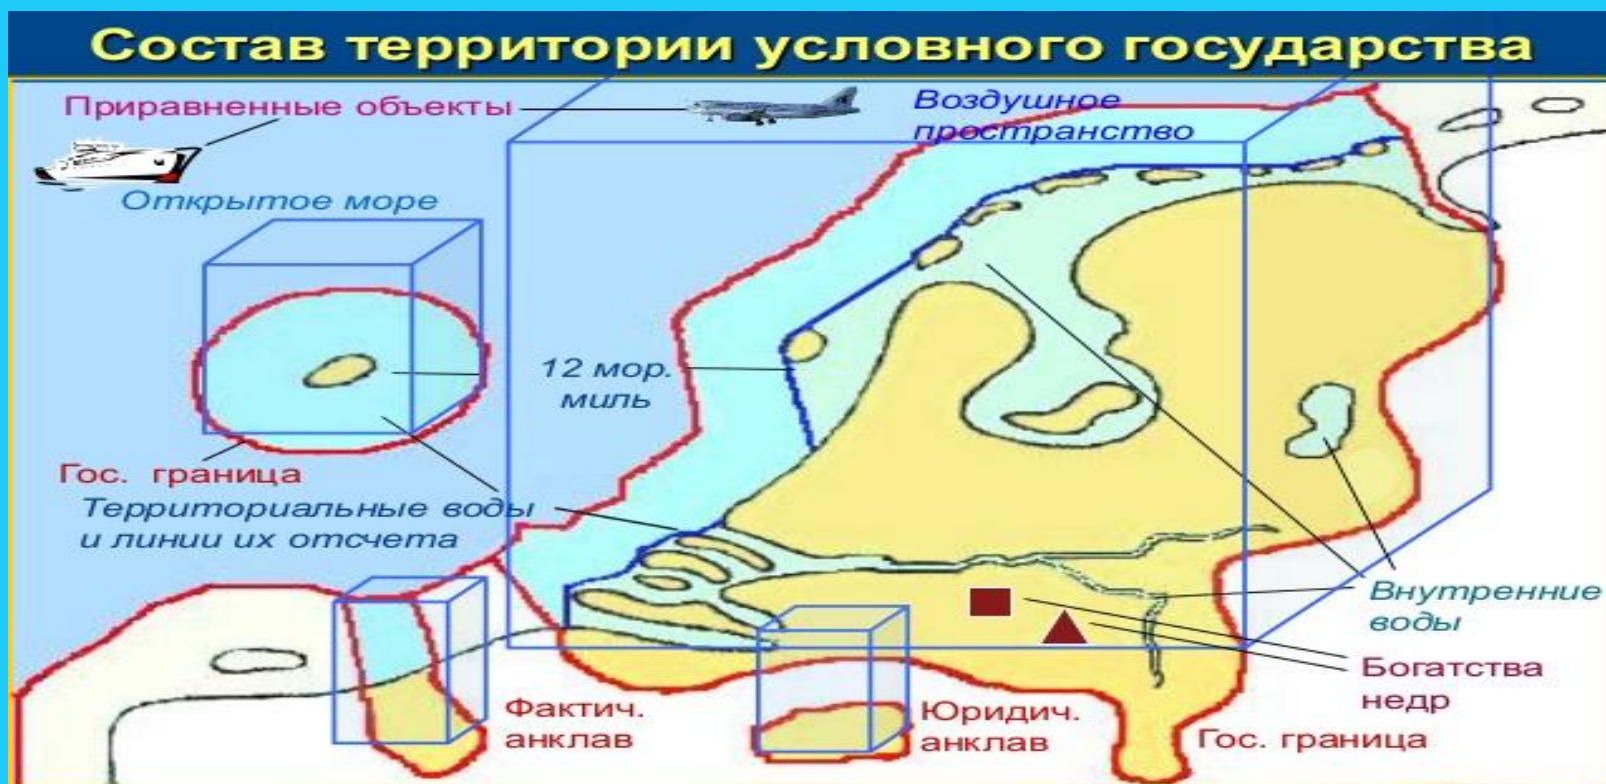 Состав территории условного государства
Приравненные объекты
Воздушное
пространство
Открытое море
12 мор.
миль
Гос. граница
Территориальные воды
и линии их отсчета
Внутренние
воды
Богатства
недр
Фактич.
анклав
Юридич.
анклав
Гос. граница